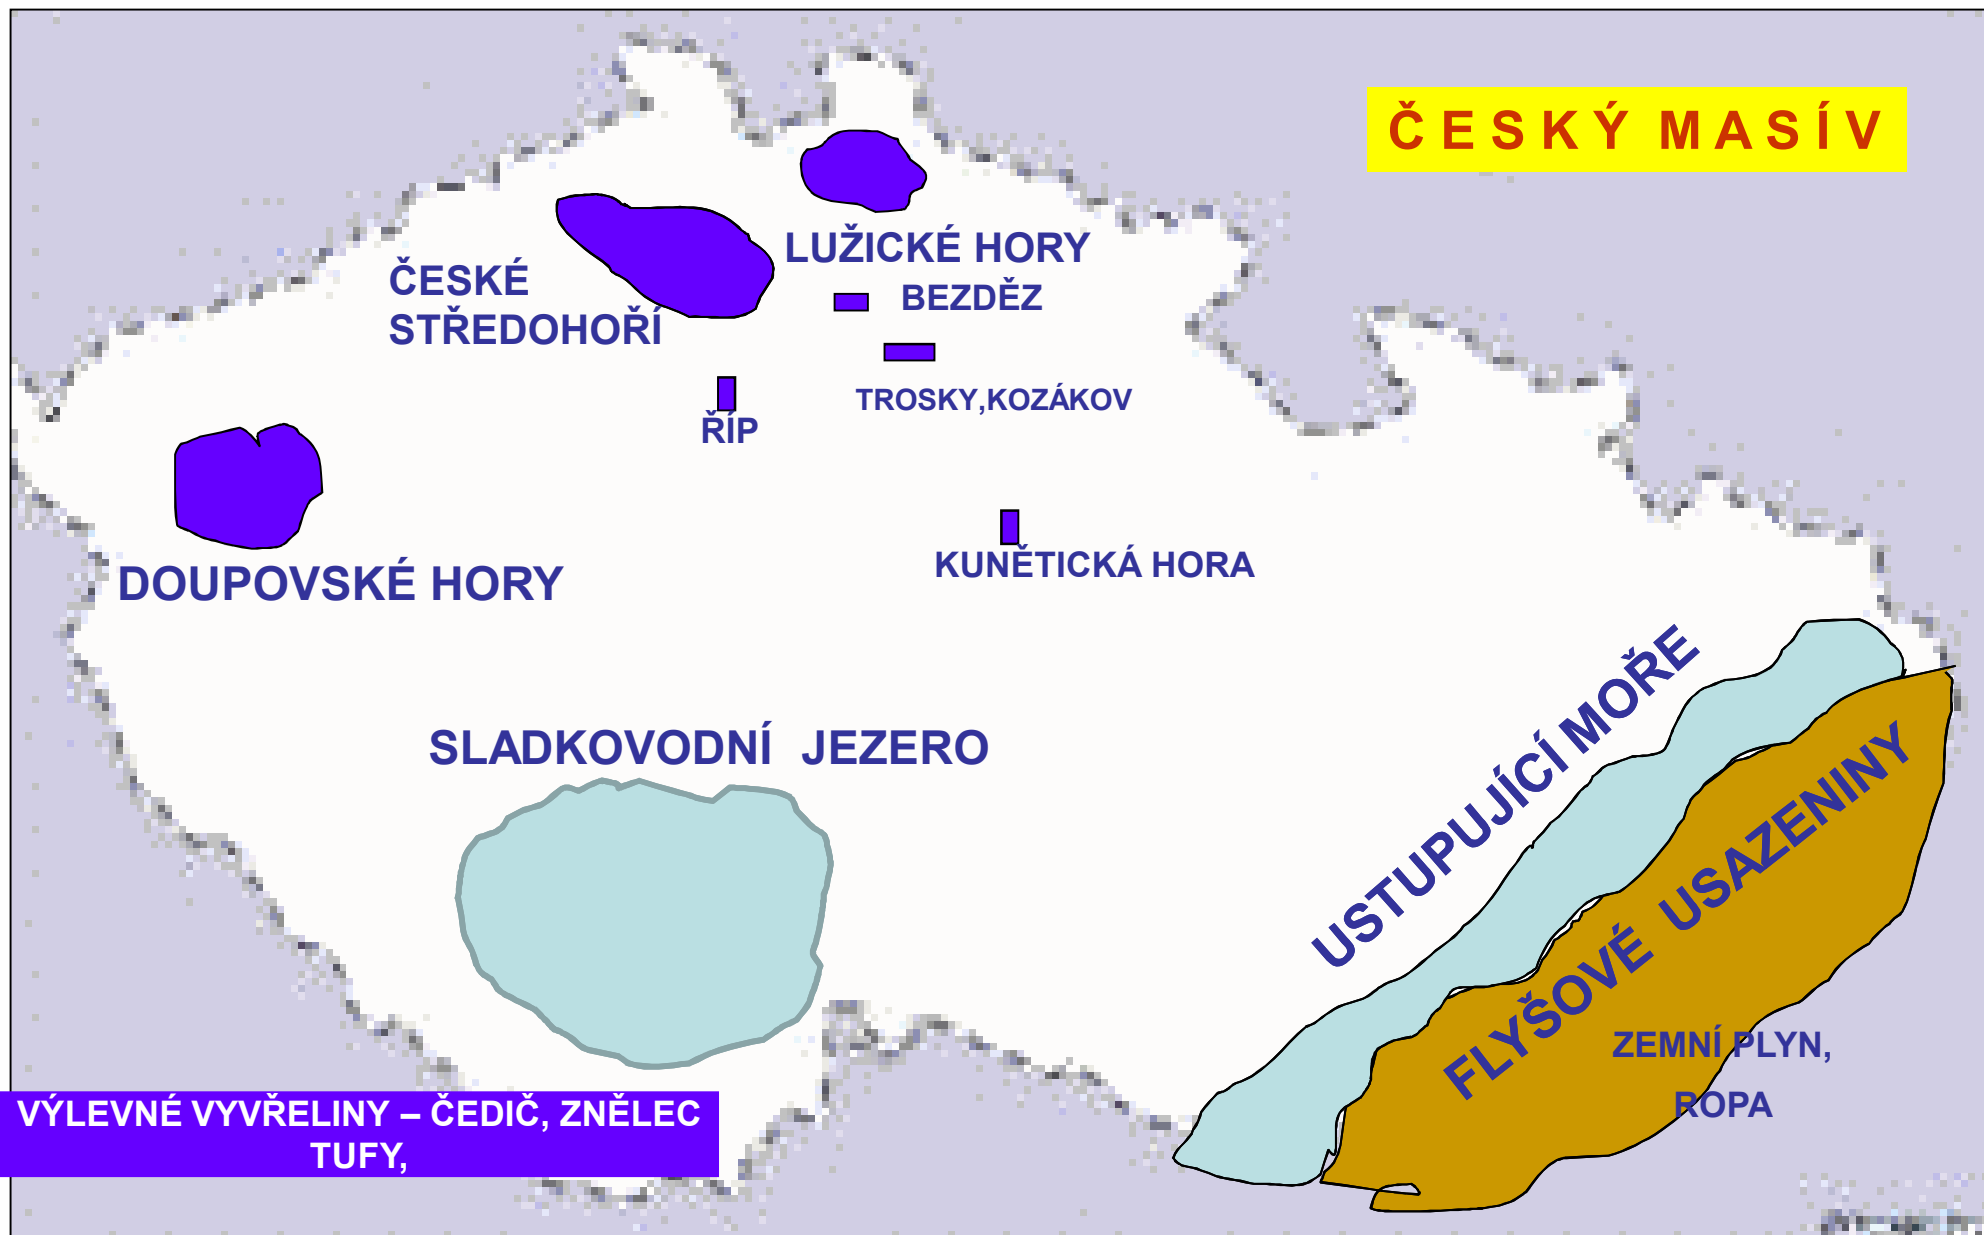 ČESKÝ MASÍV
LUŽICKÉ HORY
ČESKÉ
STŘEDOHOŘÍ
BEZDĚZ
TROSKY,KOZÁKOV
ŘÍP
KUNĚTICKÁ HORA
DOUPOVSKÉ HORY
USTUPUJÍCÍ MOŘE
SLADKOVODNÍ JEZERO
FLYŠOVÉ USAZENINY
ZEMNÍ PLYN,
ROPA
VÝLEVNÉ VYVŘELINY – ČEDIČ, ZNĚLEC
TUFY,